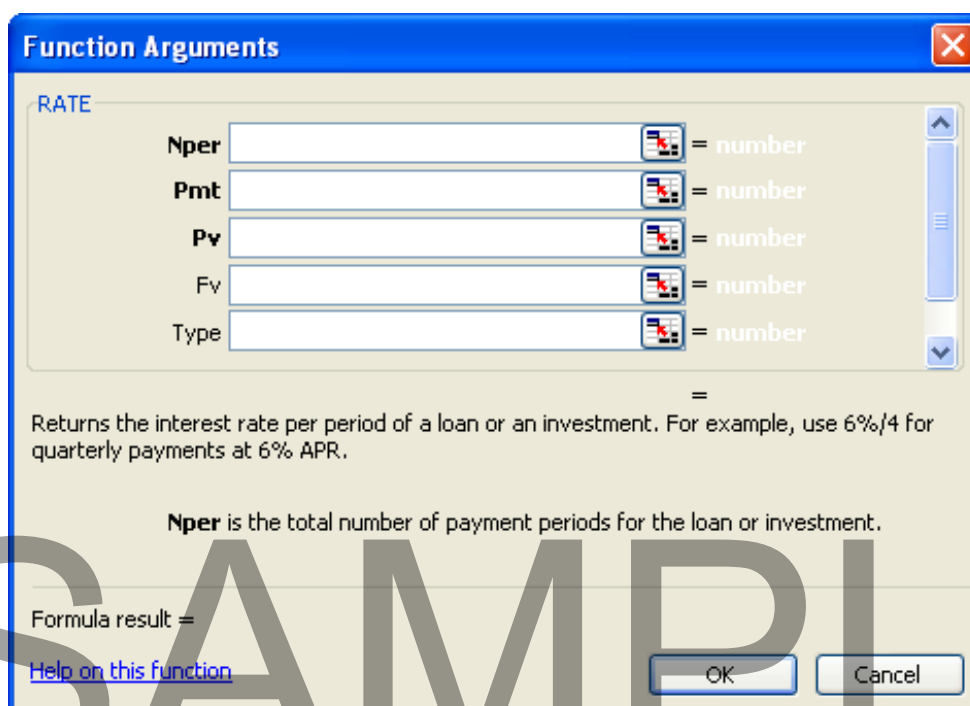 Function Arguments
RATE
Nper = number
Pmt = number
Pv = number
Fv = number
Type = number
=
Returns the interest rate per period of a loan or an investment. For example, use 6%/4 for
quarterly payments at 6% APR.
Nper is the total number of payment periods for the loan or investment.
Formula result =
Help on this function
OK Cancel
SAMPL